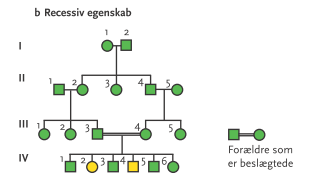 b Recessiv egenskab
I
1 2
II
1 2 3 4 5
III
1 2 3 4 5
Forældre som
er beslægtede
IV
1 2 3 4 5 6